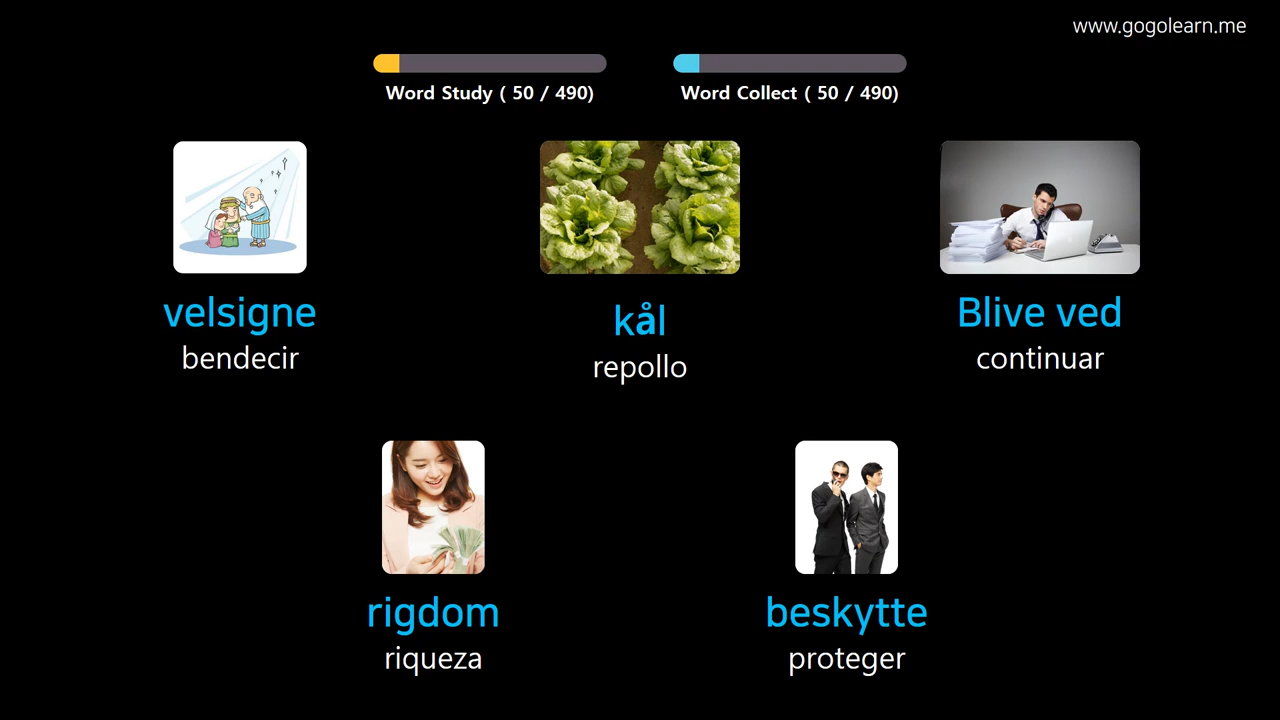 www.gogolearn.me
Word Study ( 50 / 490)
Word Collect ( 50 / 490)
velsigne
bendecir
kål
repollo
Blive ved
continuar
rigdom
riqueza
beskytte
proteger